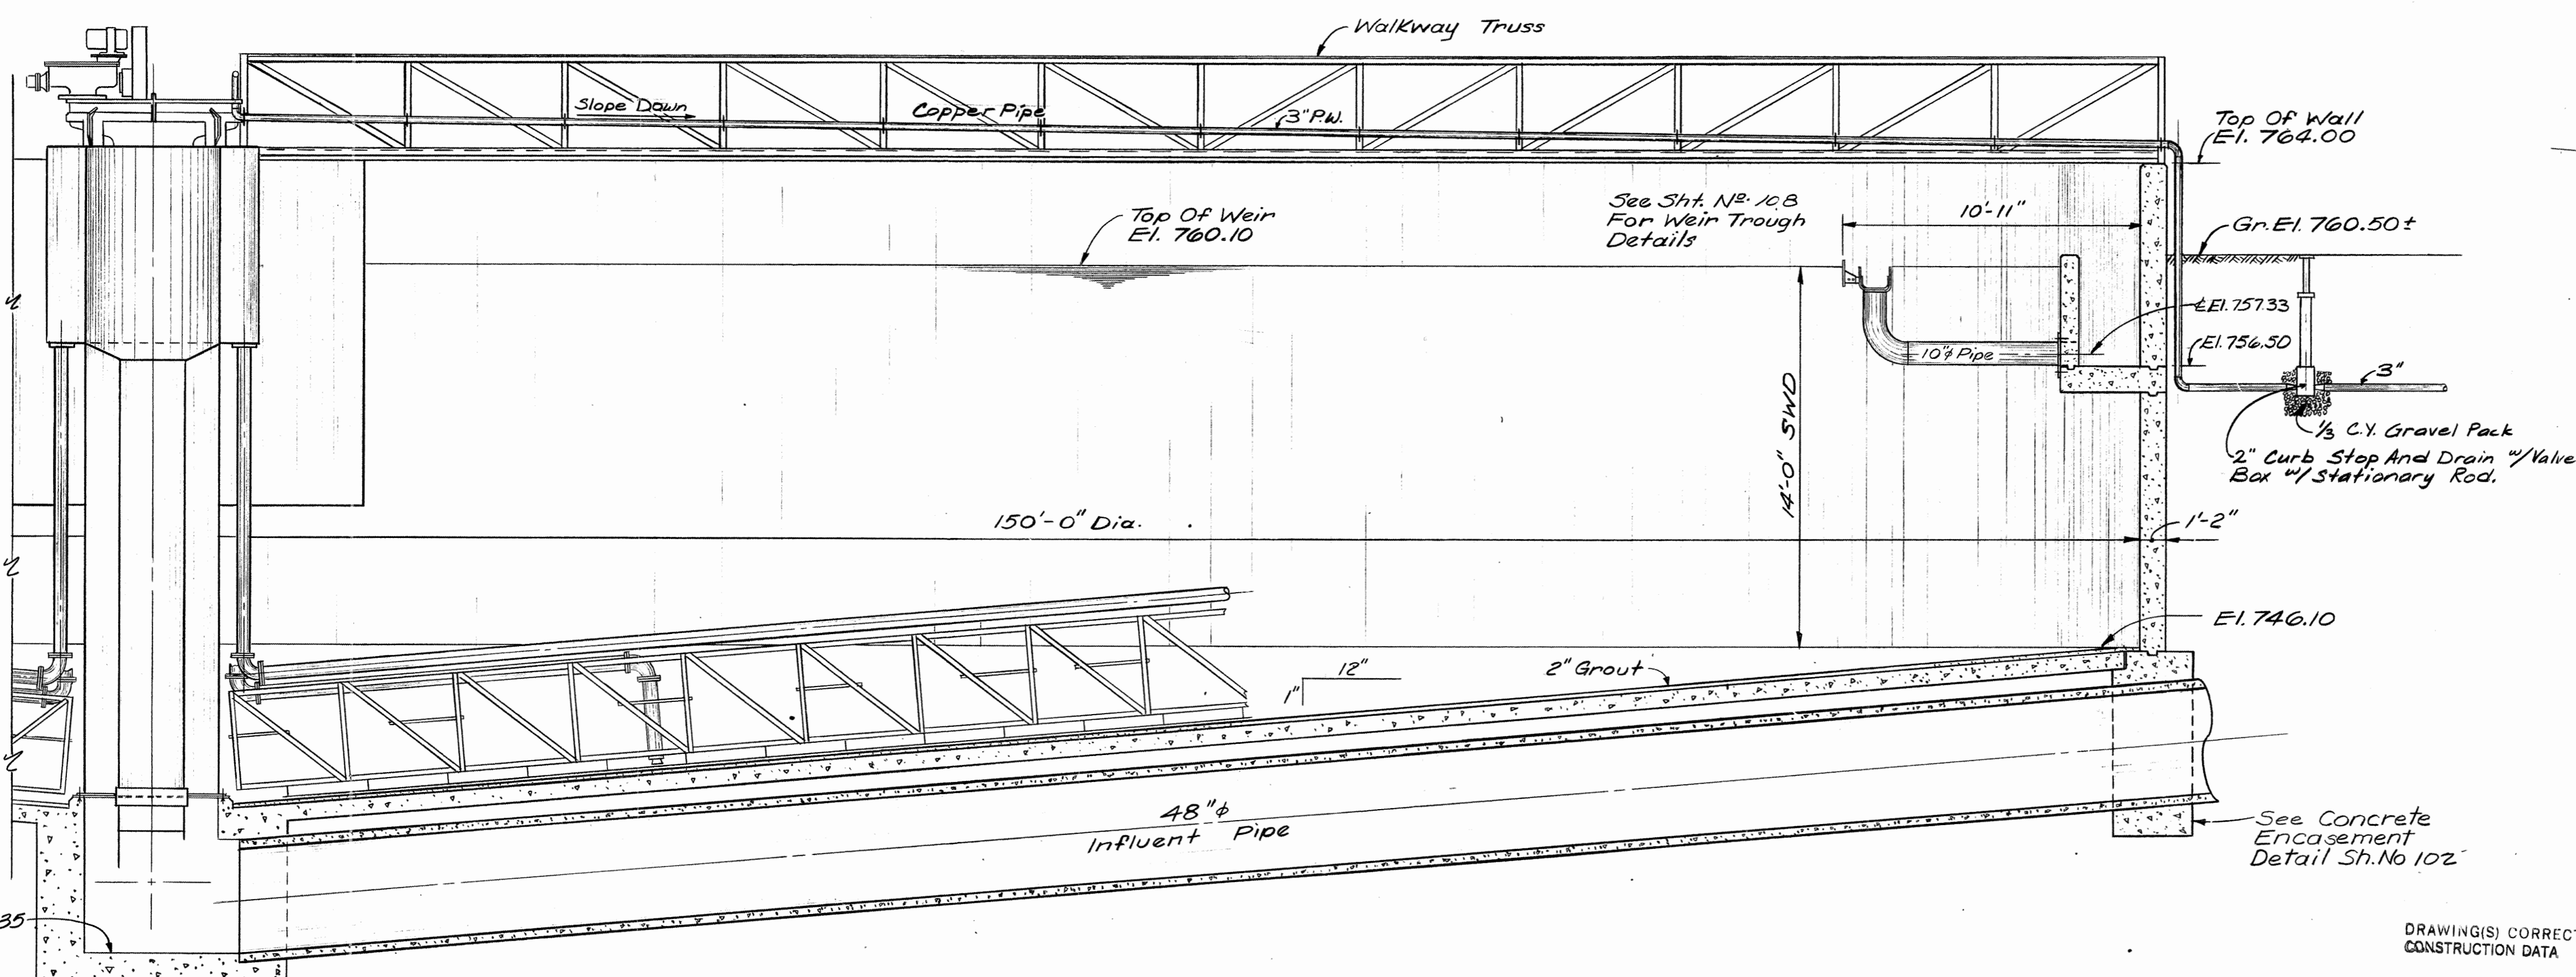 Walkway Truss
Slope Down
Copper Pipe
3" P.W.
Top Of Wall
El. 764.00
Top Of Weir
El. 760.10
See Sht. Nº. 108
For Weir Trough
Details
10'-11"
Gr. El. 760.50±
℄ El. 757.33
El. 756.50
10"φ Pipe
3"
14'-0" SWD
1/3 C.Y. Gravel Pack
2" Curb Stop And Drain w/Valve
Box w/ Stationary Rod.
150'-0" Dia.
1'-2"
El. 746.10
12"
1"
2" Grout
48"φ
Influent Pipe
See Concrete
Encasement
Detail Sh. No 102
35
DRAWING(S) CORREC
CONSTRUCTION DATA